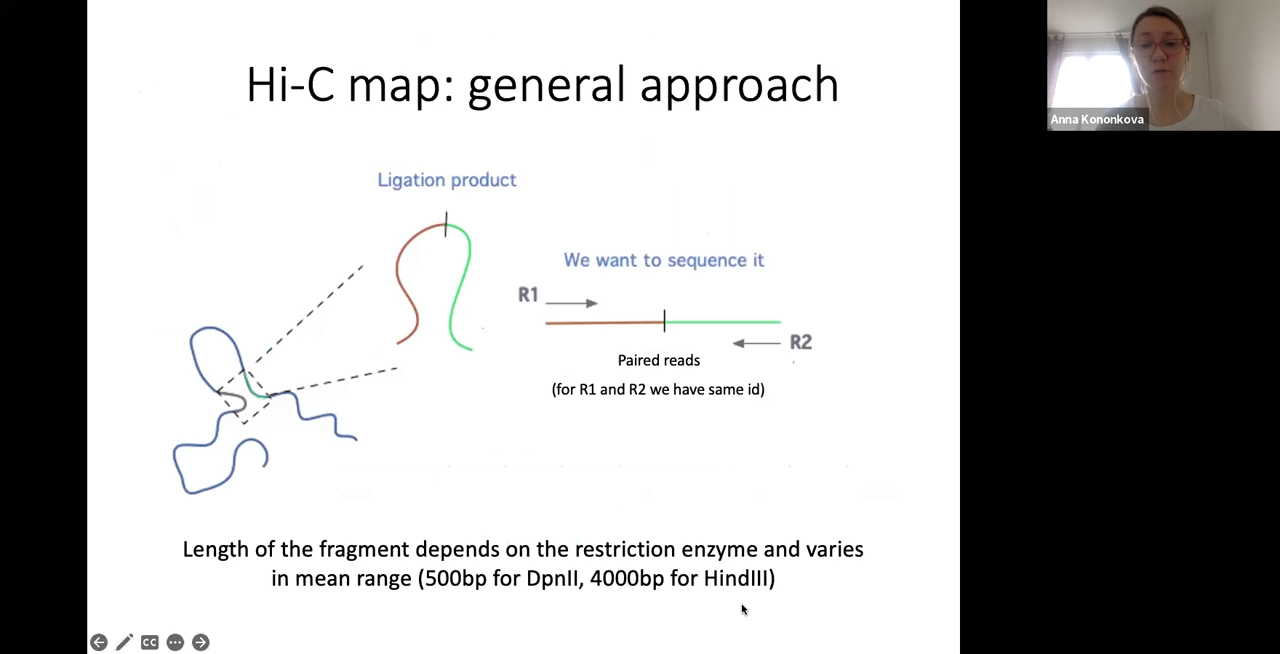 Hi-C map: general approach
Anna Kononkova
Ligation product
We want to sequence it
R1
R2
Paired reads
(for R1 and R2 we have same id)
Length of the fragment depends on the restriction enzyme and varies
in mean range (500bp for DpnII, 4000bp for HindIII)
CC